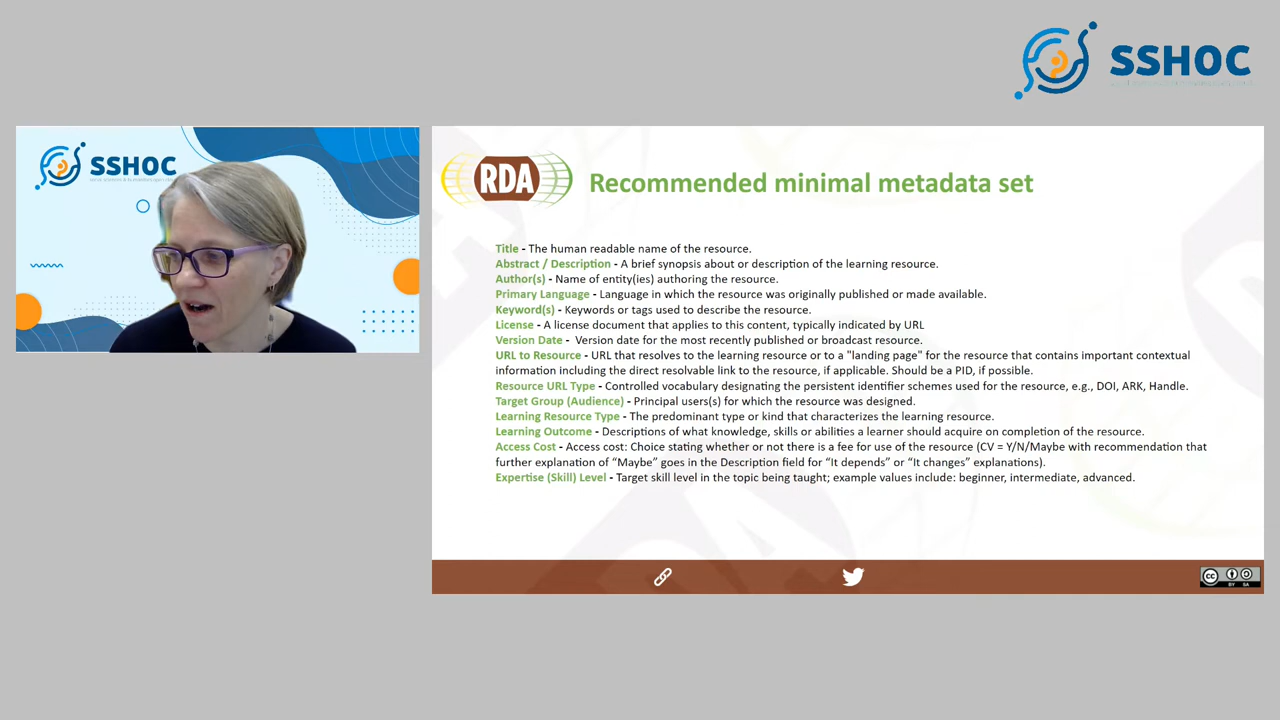 SSHOC
SSHOC
RDA
Recommended minimal metadata set
Title - The human readable name of the resource.
Abstract / Description - A brief synopsis about or description of the learning resource.
Author(s) - Name of entity(ies) authoring the resource.
Primary Language - Language in which the resource was originally published or made available.
Keyword(s) - Keywords or tags used to describe the resource.
License - A license document that applies to this content, typically indicated by URL
Version Date - Version date for the most recently published or broadcast resource.
URL to Resource - URL that resolves to the learning resource or to a "landing page" for the resource that contains important contextual
information including the direct resolvable link to the resource, if applicable. Should be a PID, if possible.
Resource URL Type - Controlled vocabulary designating the persistent identifier schemes used for the resource, e.g., DOI, ARK, Handle.
Target Group (Audience) - Principal users(s) for which the resource was designed.
Learning Resource Type - The predominant type or kind that characterizes the learning resource.
Learning Outcome - Descriptions of what knowledge, skills or abilities a learner should acquire on completion of the resource.
Access Cost - Access cost: Choice stating whether or not there is a fee for use of the resource (CV = Y/N/Maybe with recommendation that
further explanation of “Maybe” goes in the Description field for “It depends” or “It changes” explanations).
Expertise (Skill) Level - Target skill level in the topic being taught; example values include: beginner, intermediate, advanced.
CC BY SA